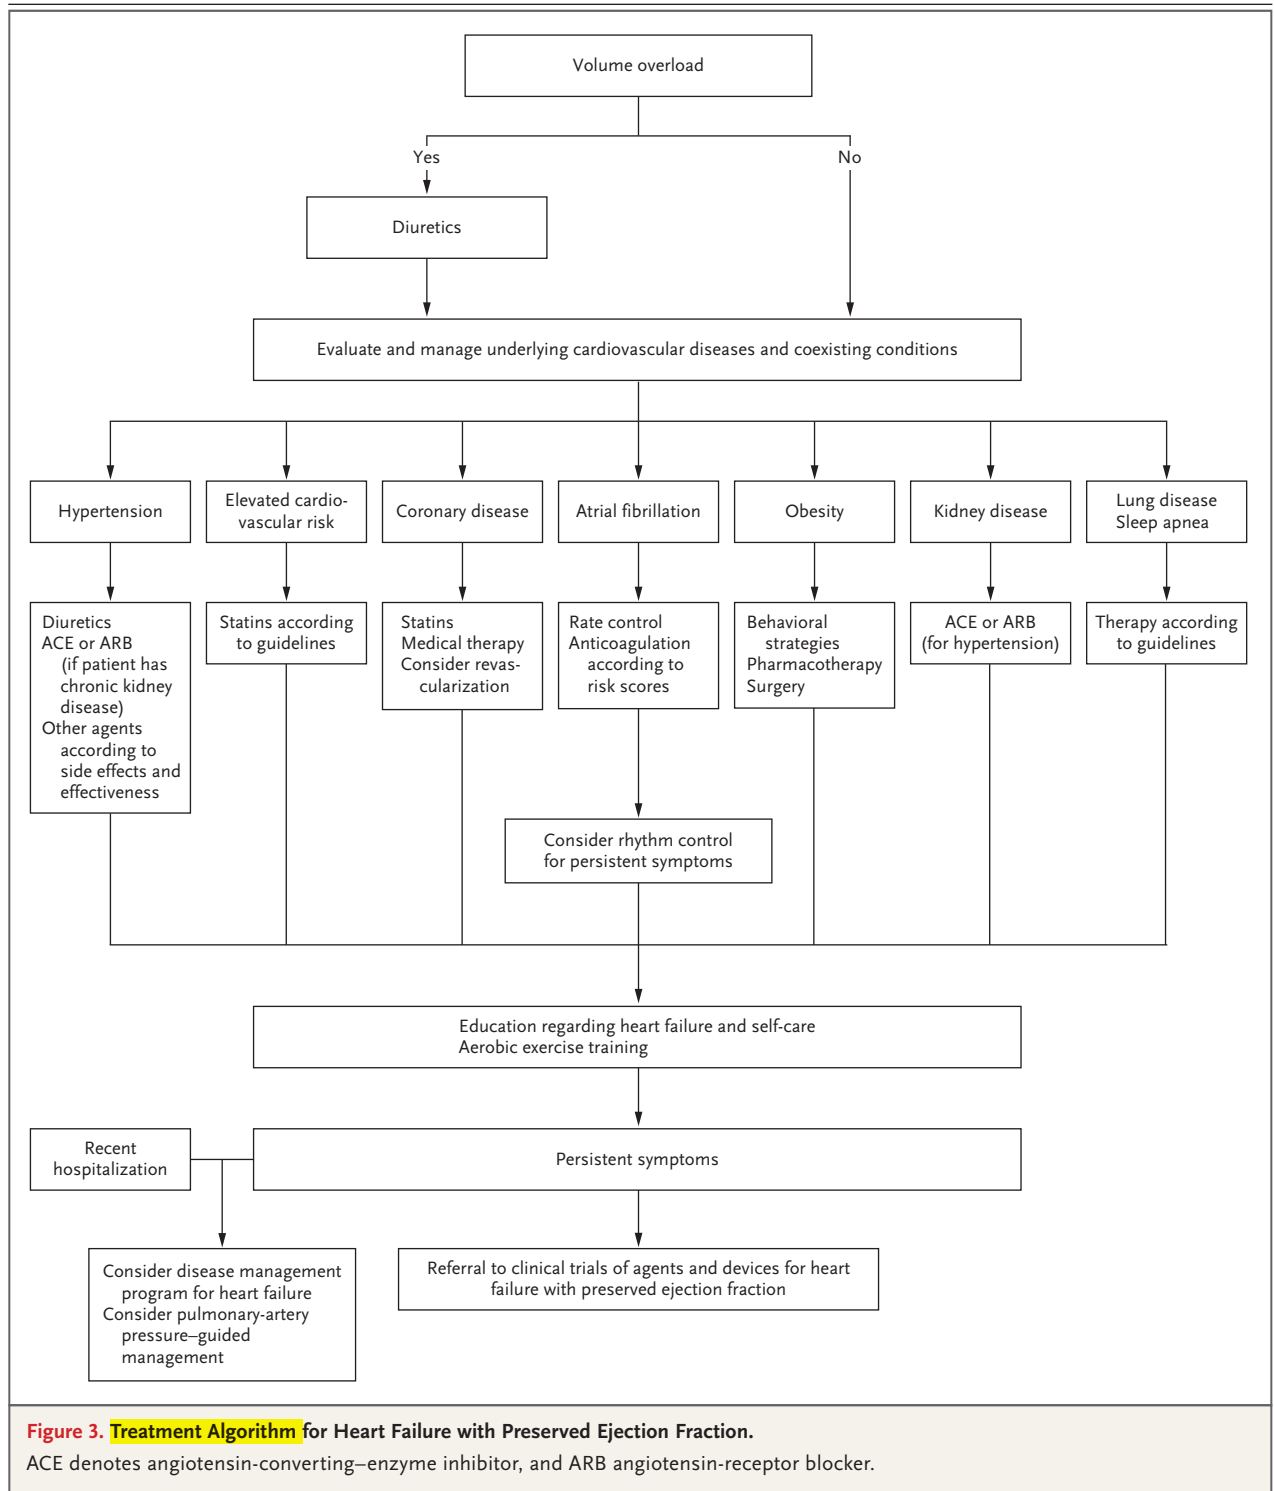 Volume overload
Yes
No
Diuretics
Evaluate and manage underlying cardiovascular diseases and coexisting conditions
Hypertension
Elevated cardio-
vascular risk
Coronary disease
Atrial fibrillation
Obesity
Kidney disease
Lung disease
Sleep apnea
Diuretics
ACE or ARB
(if patient has
chronic kidney
disease)
Other agents
according to
side effects and
effectiveness
Statins according
to guidelines
Statins
Medical therapy
Consider revas-
cularization
Rate control
Anticoagulation
according to
risk scores
Behavioral
strategies
Pharmacotherapy
Surgery
ACE or ARB
(for hypertension)
Therapy according
to guidelines
Consider rhythm control
for persistent symptoms
Education regarding heart failure and self-care
Aerobic exercise training
Recent
hospitalization
Persistent symptoms
Consider disease management
program for heart failure
Consider pulmonary-artery
pressure–guided
management
Referral to clinical trials of agents and devices for heart
failure with preserved ejection fraction
Figure 3. Treatment Algorithm for Heart Failure with Preserved Ejection Fraction.
ACE denotes angiotensin-converting–enzyme inhibitor, and ARB angiotensin-receptor blocker.